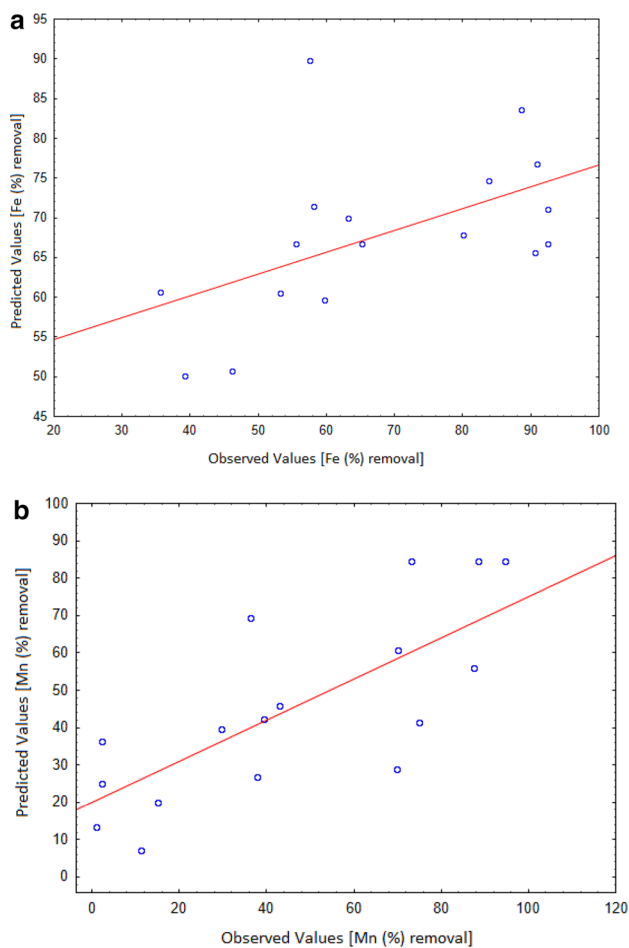 a
95
90
85
80
75
70
65
60
55
50
45
Predicted Values [Fe (%) removal]
20 30 40 50 60 70 80 90 100
Observed Values [Fe (%) removal]
b
100
90
80
70
60
50
40
30
20
10
0
Predicted Values [Mn (%) removal]
0 20 40 60 80 100 120
Observed Values [Mn (%) removal]